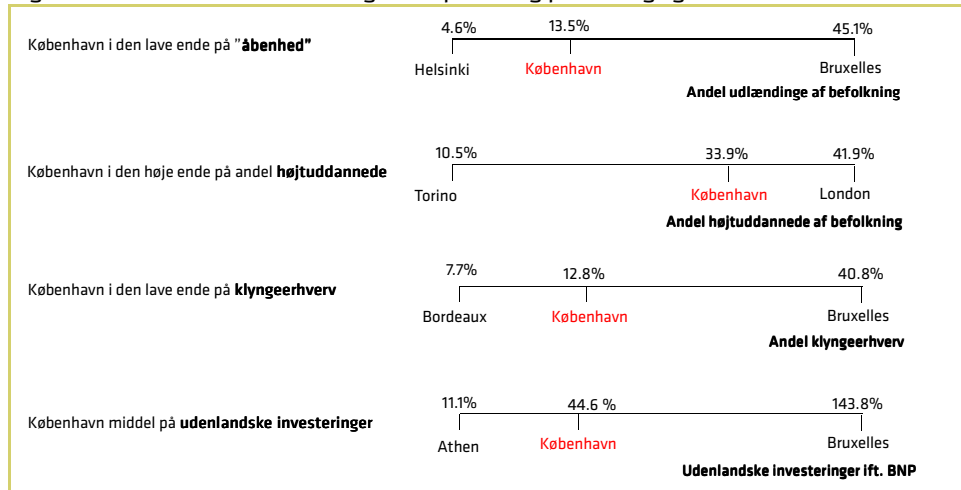 København i den lave ende på ”åbenhed”
4.6% 13.5% 45.1%
Helsinki København Bruxelles
Andel udlændinge af befolkning
København i den høje ende på andel højtuddannede
10.5% 33.9% 41.9%
Torino København London
Andel højtuddannede af befolkning
København i den lave ende på klyngeerhverv
7.7% 12.8% 40.8%
Bordeaux København Bruxelles
Andel klyngeerhverv
København middel på udenlandske investeringer
11.1% 44.6 % 143.8%
Athen København Bruxelles
Udenlandske investeringer ift. BNP